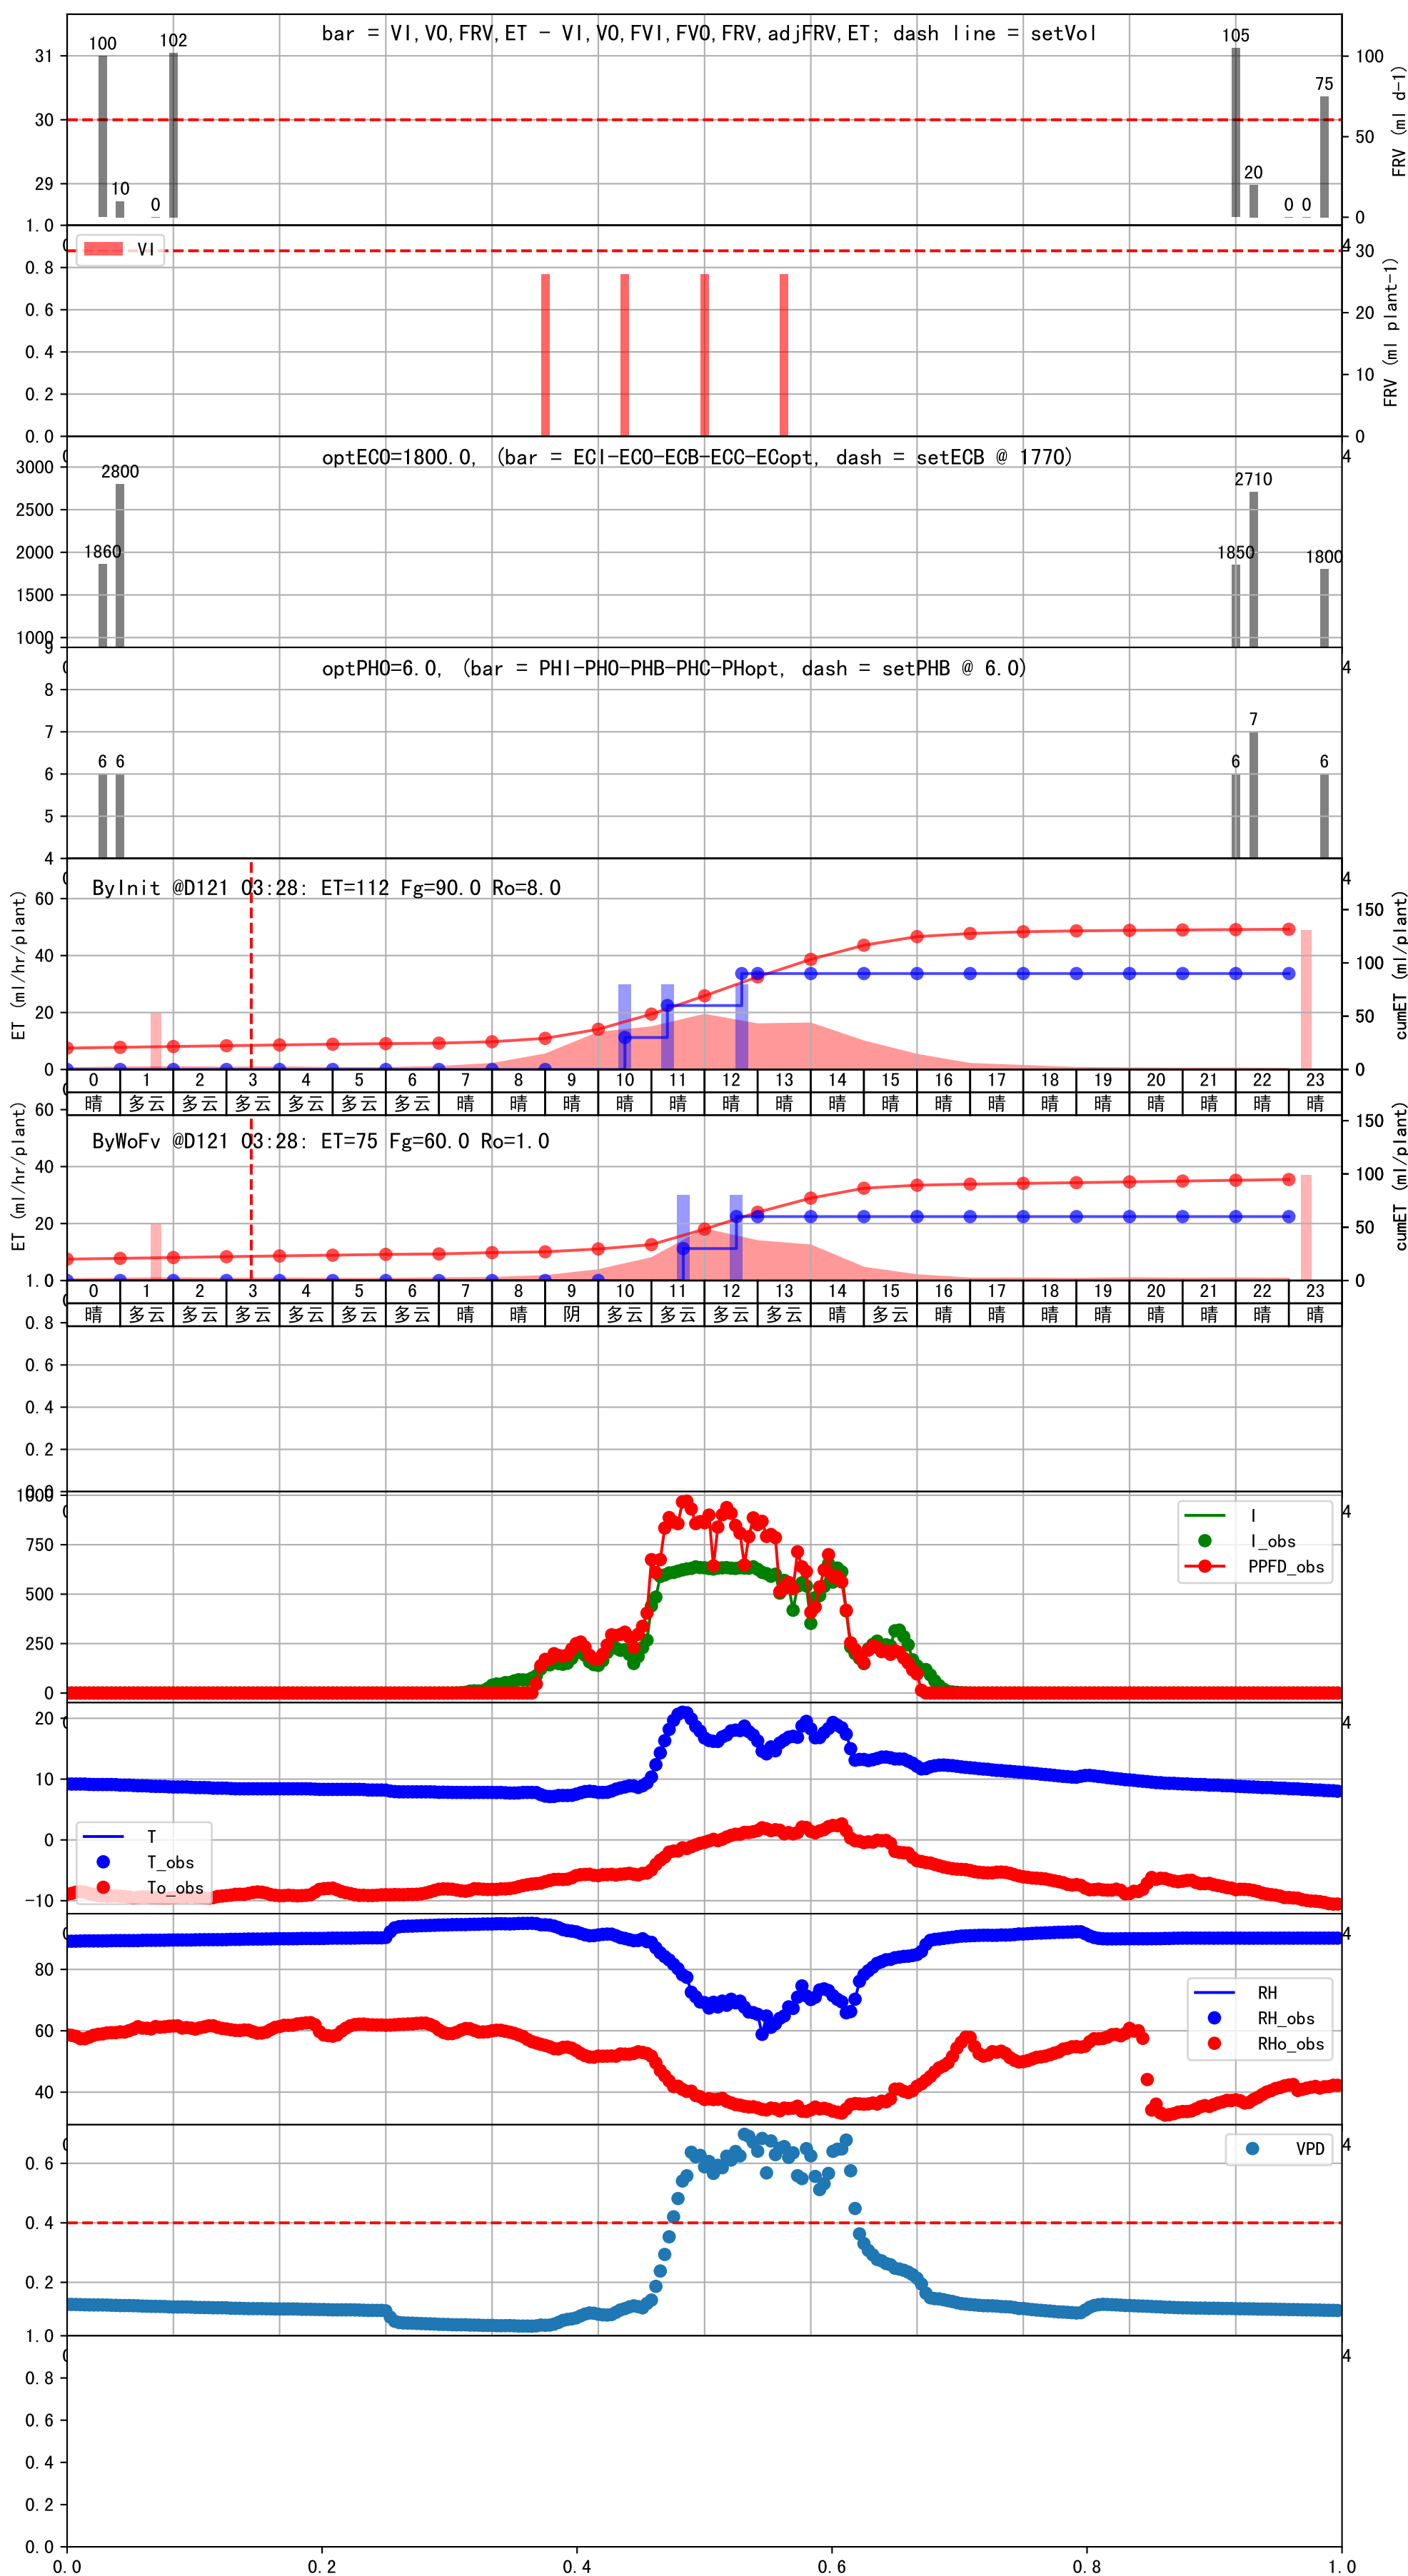 bar = VI,VO,FRV,ET - VI,VO,FVI,FVO,FRV,adjFRV,ET; dash line = setVol
100 102 105 75
10 0 20 0 0
31 30 29
100 50 0
FRV (ml d-1)
VI
1.0 0.8 0.6 0.4 0.2 0.0
30 20 10 0
FRV (ml plant-1)
optECO=1800.0, (bar = ECI-ECO-ECB-ECC-ECopt, dash = setECB @ 1770)
3000 2500 2000 1500 1000
1860 2800 1850 2710 1800
optPHO=6.0, (bar = PHI-PHO-PHB-PHC-PHopt, dash = setPHB @ 6.0)
9 8 7 6 5 4
6 6 6 7 6
ByInit @D121 03:28: ET=112 Fg=90.0 Ro=8.0
ET (ml/hr/plant)
60 40 20 0
150 100 50 0
cumET (ml/plant)
0 1 2 3 4 5 6 7 8 9 10 11 12 13 14 15 16 17 18 19 20 21 22 23
晴 多云 多云 多云 多云 多云 多云 晴 晴 晴 晴 晴 晴 晴 晴 晴 晴 晴 晴 晴 晴 晴 晴 晴
ByWoFv @D121 03:28: ET=75 Fg=60.0 Ro=1.0
ET (ml/hr/plant)
60 40 20
150 100 50 0
cumET (ml/plant)
0 1 2 3 4 5 6 7 8 9 10 11 12 13 14 15 16 17 18 19 20 21 22 23
晴 多云 多云 多云 多云 多云 多云 晴 晴 阴 多云 多云 多云 多云 晴 多云 晴 晴 晴 晴 晴 晴 晴 晴
1.0 0.8 0.6 0.4 0.2
1000 750 500 250 0
I
I_obs
PPFD_obs
20 10 0 -10
T
T_obs
To_obs
80 60 40
RH
RH_obs
RHo_obs
0.6 0.4 0.2
VPD
1.0 0.8 0.6 0.4 0.2 0.0
0.0 0.2 0.4 0.6 0.8 1.0